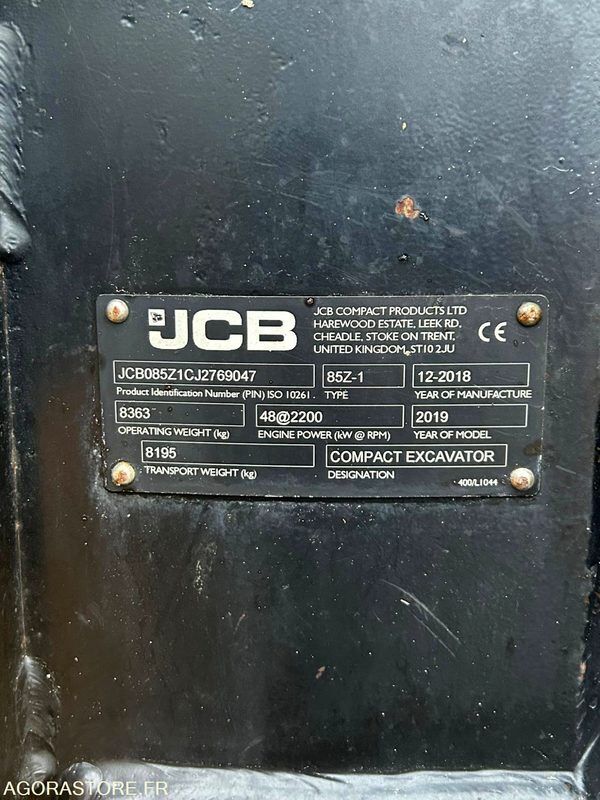 JCB
JCB COMPACT PRODUCTS LTD
HAREWOOD ESTATE, LEEK RD,
CHEADLE, STOKE ON TRENT,
UNITED KINGDOM, ST10 2JU
CE
JCB085Z1CJ2769047 85Z-1 12-2018
Product Identification Number (PIN) ISO 10261 TYPE YEAR OF MANUFACTURE
8363 48@2200 2019
OPERATING WEIGHT (kg) ENGINE POWER (kW @ RPM) YEAR OF MODEL
8195 COMPACT EXCAVATOR
TRANSPORT WEIGHT (kg) DESIGNATION 400/L1044
AGORASTORE.FR